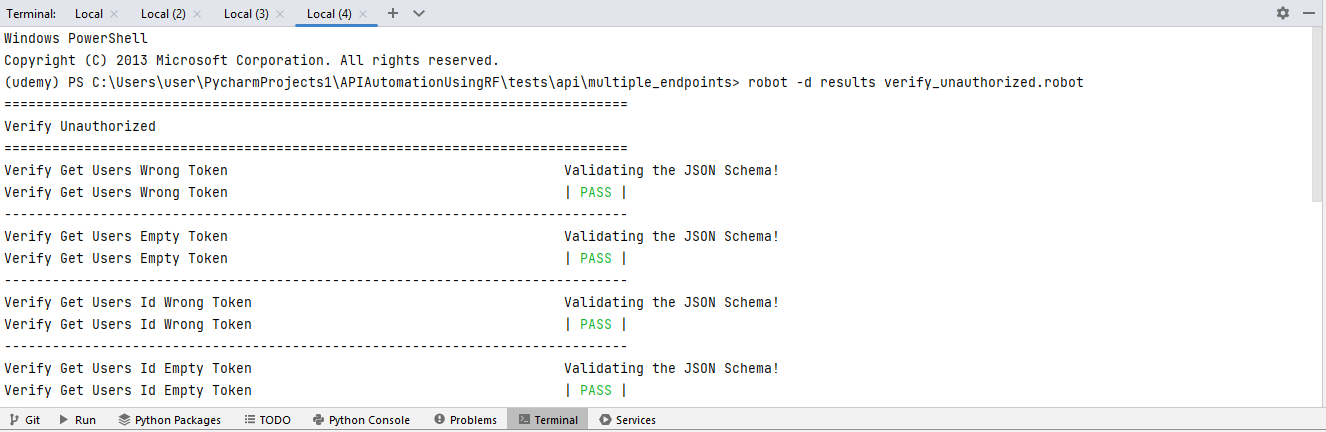 Terminal: Local Local (2) Local (3) Local (4)
Windows PowerShell
Copyright (C) 2013 Microsoft Corporation. All rights reserved.
(udemy) PS C:\Users\user\PycharmProjects1\APIAutomationUsingRF\tests\api\multiple_endpoints> robot -d results verify_unauthorized.robot
==============================================================================
Verify Unauthorized
==============================================================================
Verify Get Users Wrong Token Validating the JSON Schema!
Verify Get Users Wrong Token | PASS |
------------------------------------------------------------------------------
Verify Get Users Empty Token Validating the JSON Schema!
Verify Get Users Empty Token | PASS |
------------------------------------------------------------------------------
Verify Get Users Id Wrong Token Validating the JSON Schema!
Verify Get Users Id Wrong Token | PASS |
------------------------------------------------------------------------------
Verify Get Users Id Empty Token Validating the JSON Schema!
Verify Get Users Id Empty Token | PASS |
Git Run Python Packages TODO Python Console Problems Terminal Services